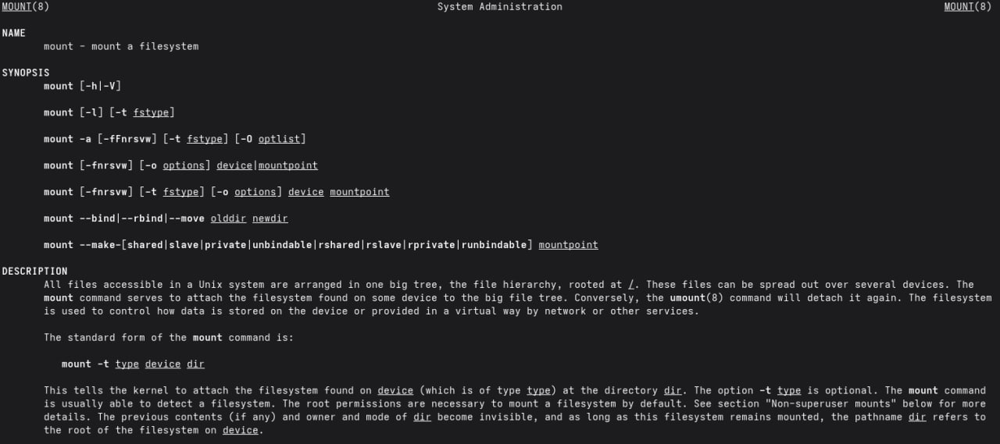 MOUNT(8) System Administration MOUNT(8)
NAME
mount - mount a filesystem
SYNOPSIS
mount [-h|-V]
mount [-l] [-t fstype]
mount -a [-fFnrsvw] [-t fstype] [-O optlist]
mount [-fnrsvw] [-o options] device|mountpoint
mount [-fnrsvw] [-t fstype] [-o options] device mountpoint
mount --bind|--rbind|--move olddir newdir
mount --make-[shared|slave|private|unbindable|rshared|rslave|rprivate|runbindable] mountpoint
DESCRIPTION
All files accessible in a Unix system are arranged in one big tree, the file hierarchy, rooted at /. These files can be spread out over several devices. The
mount command serves to attach the filesystem found on some device to the big file tree. Conversely, the umount(8) command will detach it again. The filesystem
is used to control how data is stored on the device or provided in a virtual way by network or other services.
The standard form of the mount command is:
mount -t type device dir
This tells the kernel to attach the filesystem found on device (which is of type type) at the directory dir. The option -t type is optional. The mount command
is usually able to detect a filesystem. The root permissions are necessary to mount a filesystem by default. See section "Non-superuser mounts" below for more
details. The previous contents (if any) and owner and mode of dir become invisible, and as long as this filesystem remains mounted, the pathname dir refers to
the root of the filesystem on device.